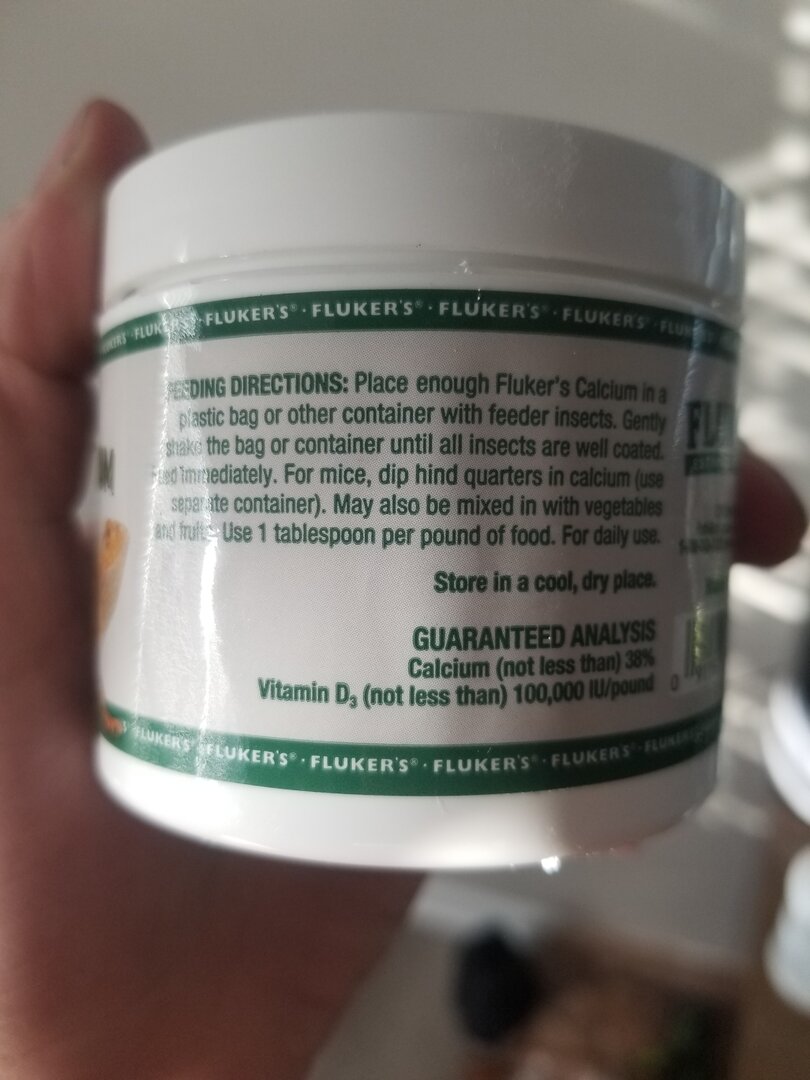 FLUKER'S® · FLUKER'S® · FLUKER'S® · FLUKER'S®
FEEDING DIRECTIONS: Place enough Fluker's Calcium in a
plastic bag or other container with feeder insects. Gently
shake the bag or container until all insects are well coated.
Feed immediately. For mice, dip hind quarters in calcium (use
separate container). May also be mixed in with vegetables
and fruit. Use 1 tablespoon per pound of food. For daily use.
Store in a cool, dry place.
GUARANTEED ANALYSIS
Calcium (not less than) 38%
Vitamin D₃ (not less than) 100,000 IU/pound
0
FLUKER'S · FLUKER'S® · FLUKER'S® · FLUKER'S® · FLUKER'S®